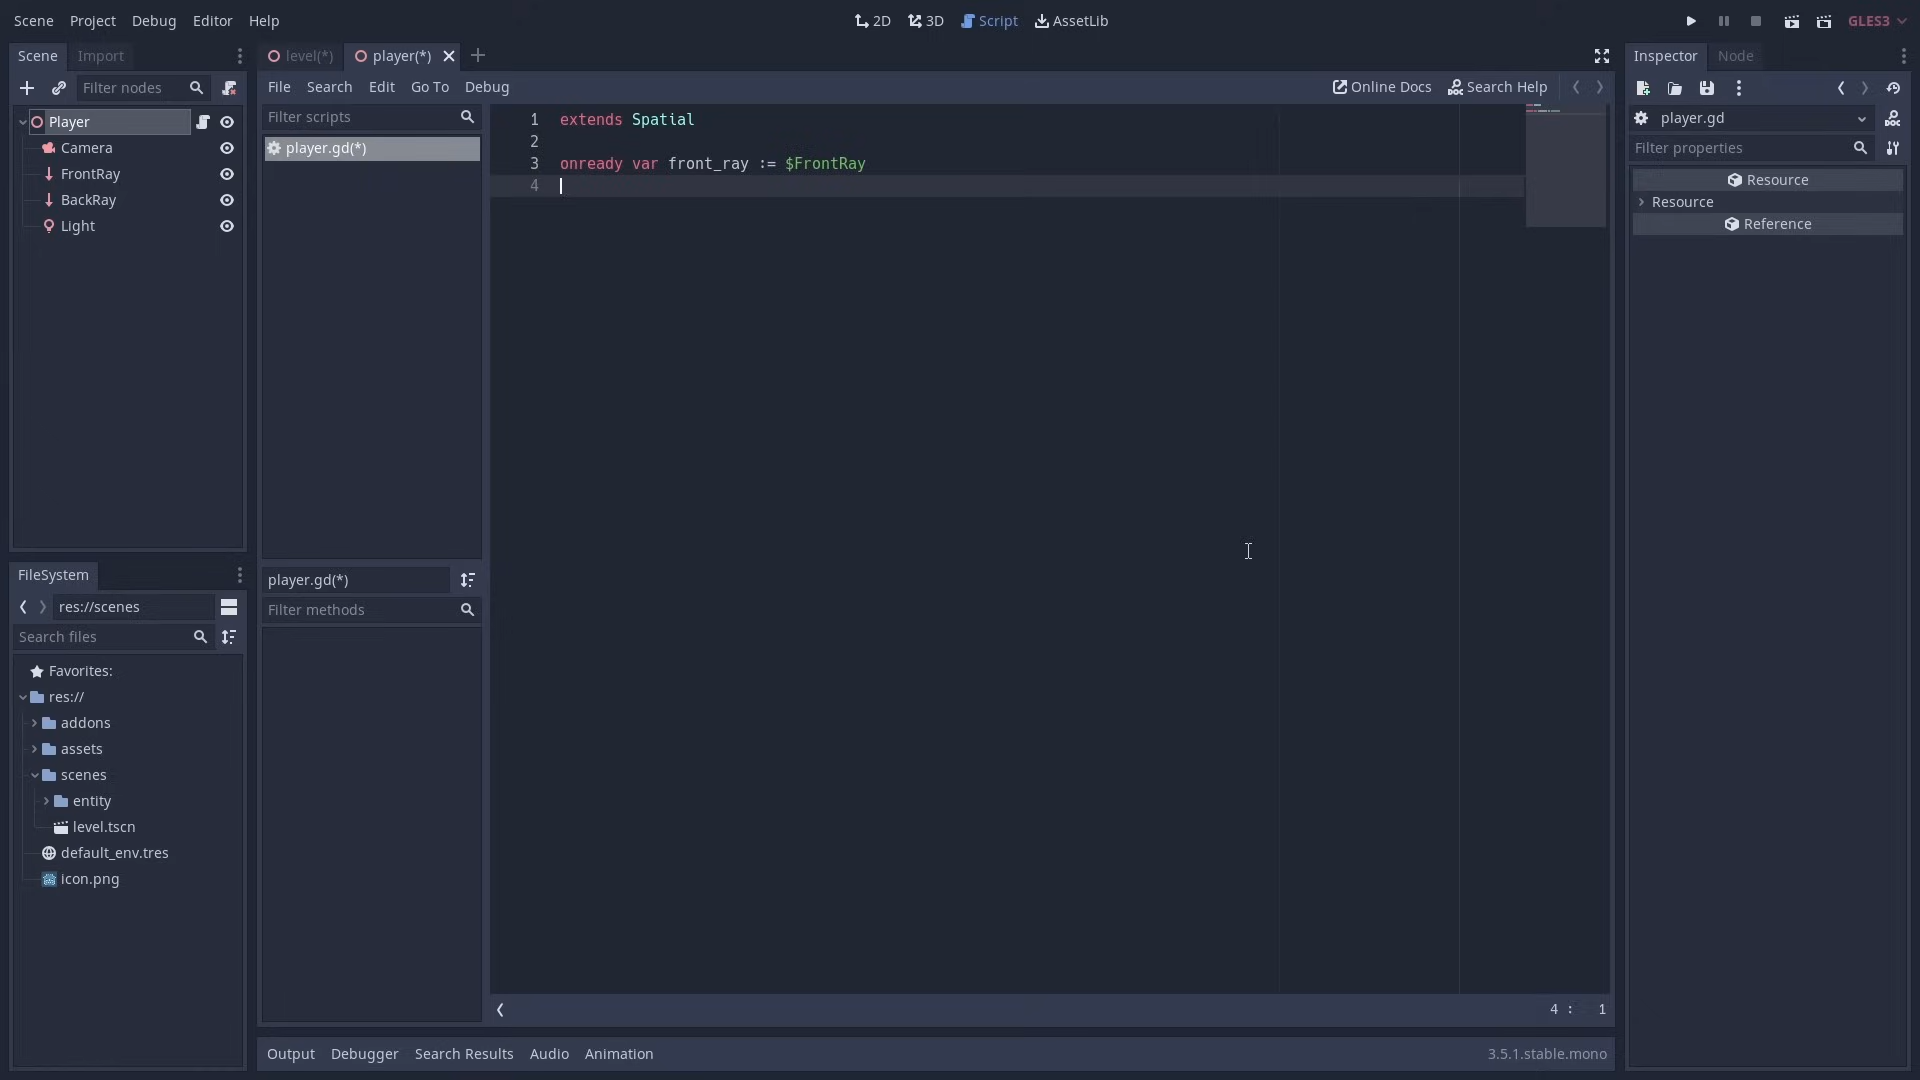 Scene Project Debug Editor Help
2D 3D Script AssetLib
GLES3
Scene Import
level(*) player(*)
Inspector Node
Filter nodes
File Search Edit Go To Debug
Online Docs Search Help
Filter scripts
player.gd(*)
Player
Camera
FrontRay
BackRay
Light
1 extends Spatial
2
3 onready var front_ray := $FrontRay
4
player.gd
Filter properties
Resource
Resource
Reference
FileSystem
res://scenes
Search files
Favorites:
res://
addons
assets
scenes
entity
level.tscn
default_env.tres
icon.png
player.gd(*)
Filter methods
4 : 1
Output Debugger Search Results Audio Animation
3.5.1.stable.mono